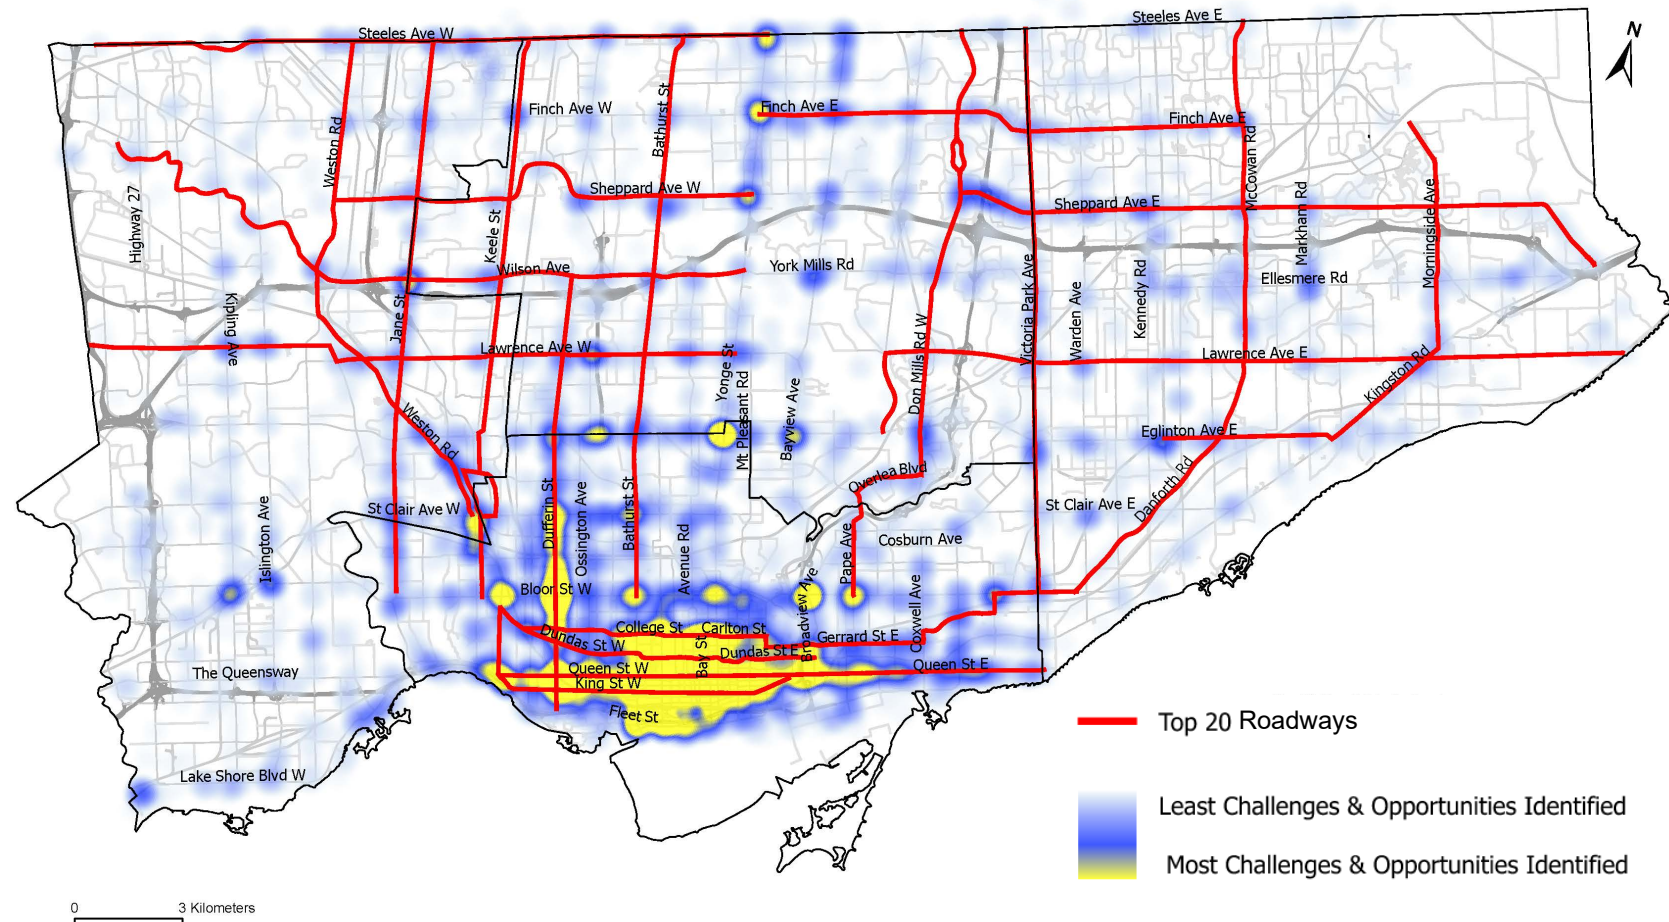 Steeles Ave E
Steeles Ave W
N
Finch Ave W
Finch Ave E
Finch Ave E
Bathurst St
Weston Rd
McCowan Rd
Sheppard Ave W
Sheppard Ave E
Highway 27
Keele St
Markham Rd
Morningside Ave
Wilson Ave
York Mills Rd
Ellesmere Rd
Kipling Ave
Jane St
Victoria Park Ave
Warden Ave
Kennedy Rd
Lawrence Ave W
Lawrence Ave E
Yonge St
Mt Pleasant Rd
Bayview Ave
Don Mills Rd W
Kingston Rd
Weston Rd
Eglinton Ave E
Overlea Blvd
Danforth Rd
St Clair Ave W
Dufferin St
Ossington Ave
Bathurst St
St Clair Ave E
Islington Ave
Avenue Rd
Pape Ave
Cosburn Ave
Bloor St W
Broadview Ave
Coxwell Ave
College St
Carlton St
Gerrard St E
Dundas St W
Bay St
Dundas St E
The Queensway
Queen St W
Queen St E
King St W
Fleet St
Lake Shore Blvd W
Top 20 Roadways
Least Challenges & Opportunities Identified
Most Challenges & Opportunities Identified
0 3 Kilometers